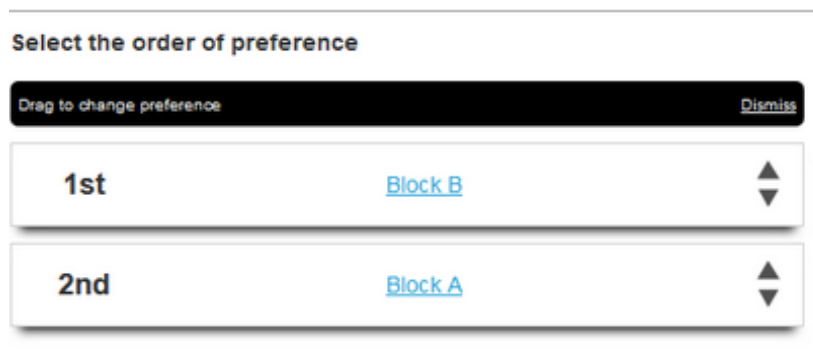 Select the order of preference
Drag to change preference Dismiss
1st Block B
2nd Block A